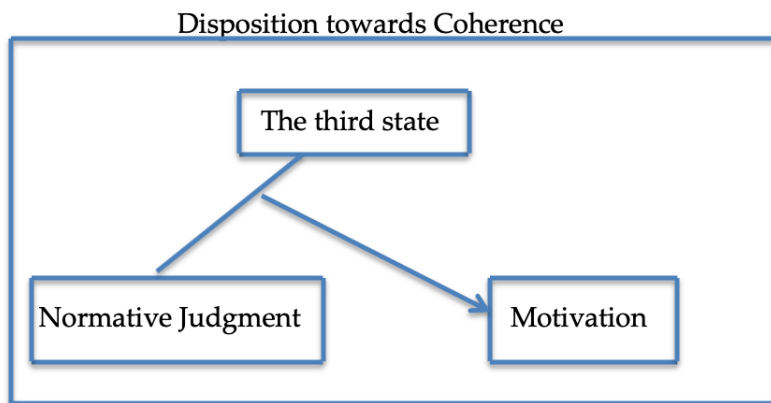 Disposition towards Coherence
The third state
Normative Judgment
Motivation